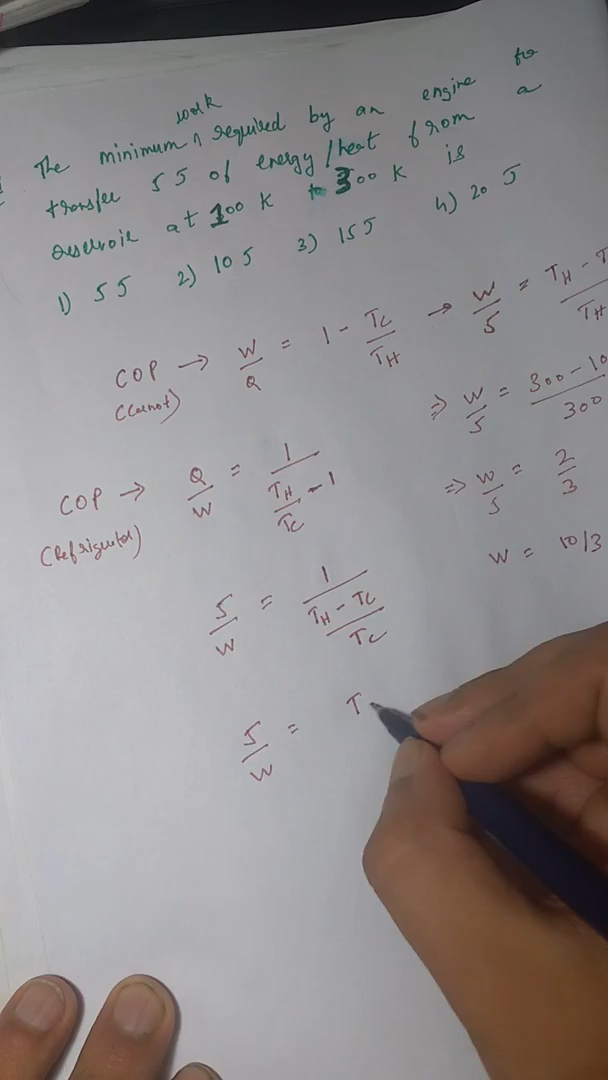 The minimum work required by an engine to
transfer 5 J of energy/heat from a
reservoir at 100 K to 300 K is
1) 5 J 2) 10 J 3) 15 J 4) 20 J
COP → W/Q = 1 - TC/TH → W/5 = TH - T/TH
(Carnot)
⇒ W/5 = 300 - 10/300
COP → Q/W = 1/(TH/TC - 1)
(Refrigerator)
⇒ W/5 = 2/3
W = 10/3
5/W = 1/((TH - TC)/TC)
5/W = T